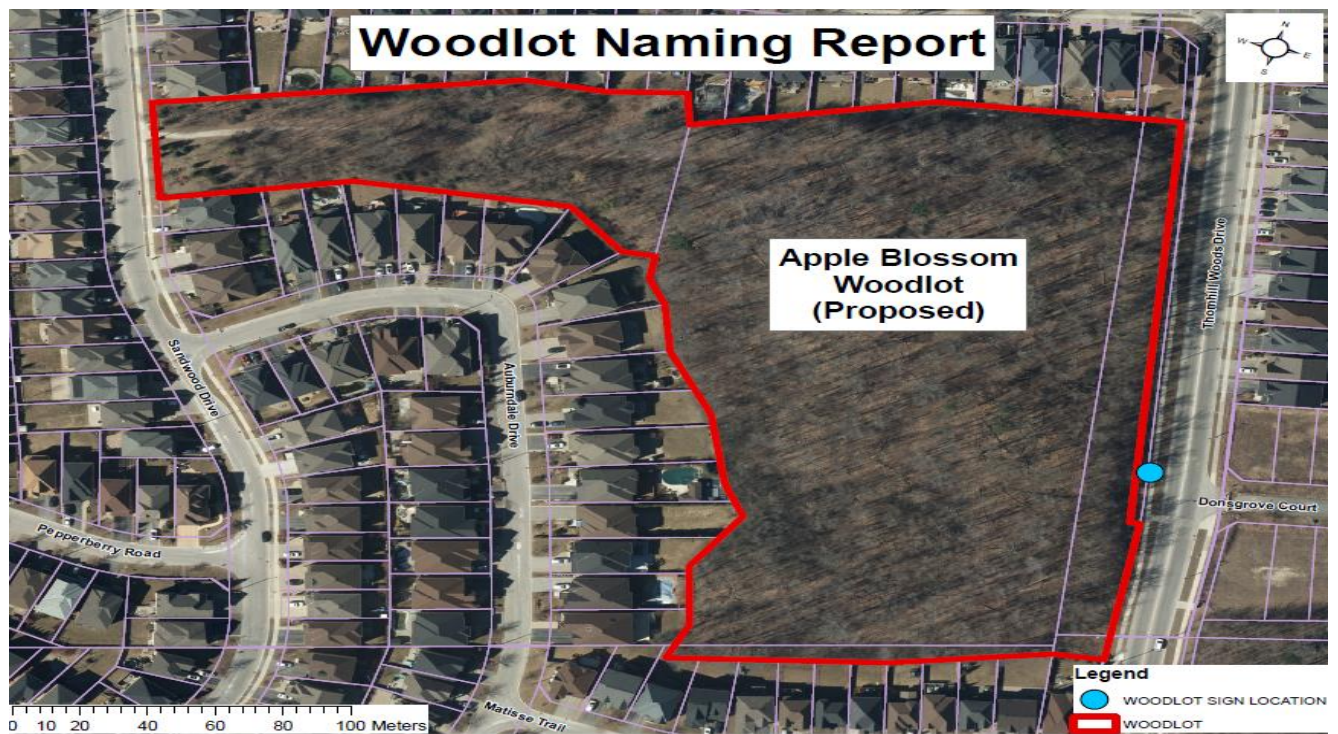 Woodlot Naming Report
N
W
E
S
Apple Blossom
Woodlot
(Proposed)
Thornhill Woods Drive
Sandwood Drive
Auburndale Drive
Donsgrove Court
Pepperberry Road
Matisse Trail
Legend
WOODLOT SIGN LOCATION
WOODLOT
0 10 20 40 60 80 100 Meters